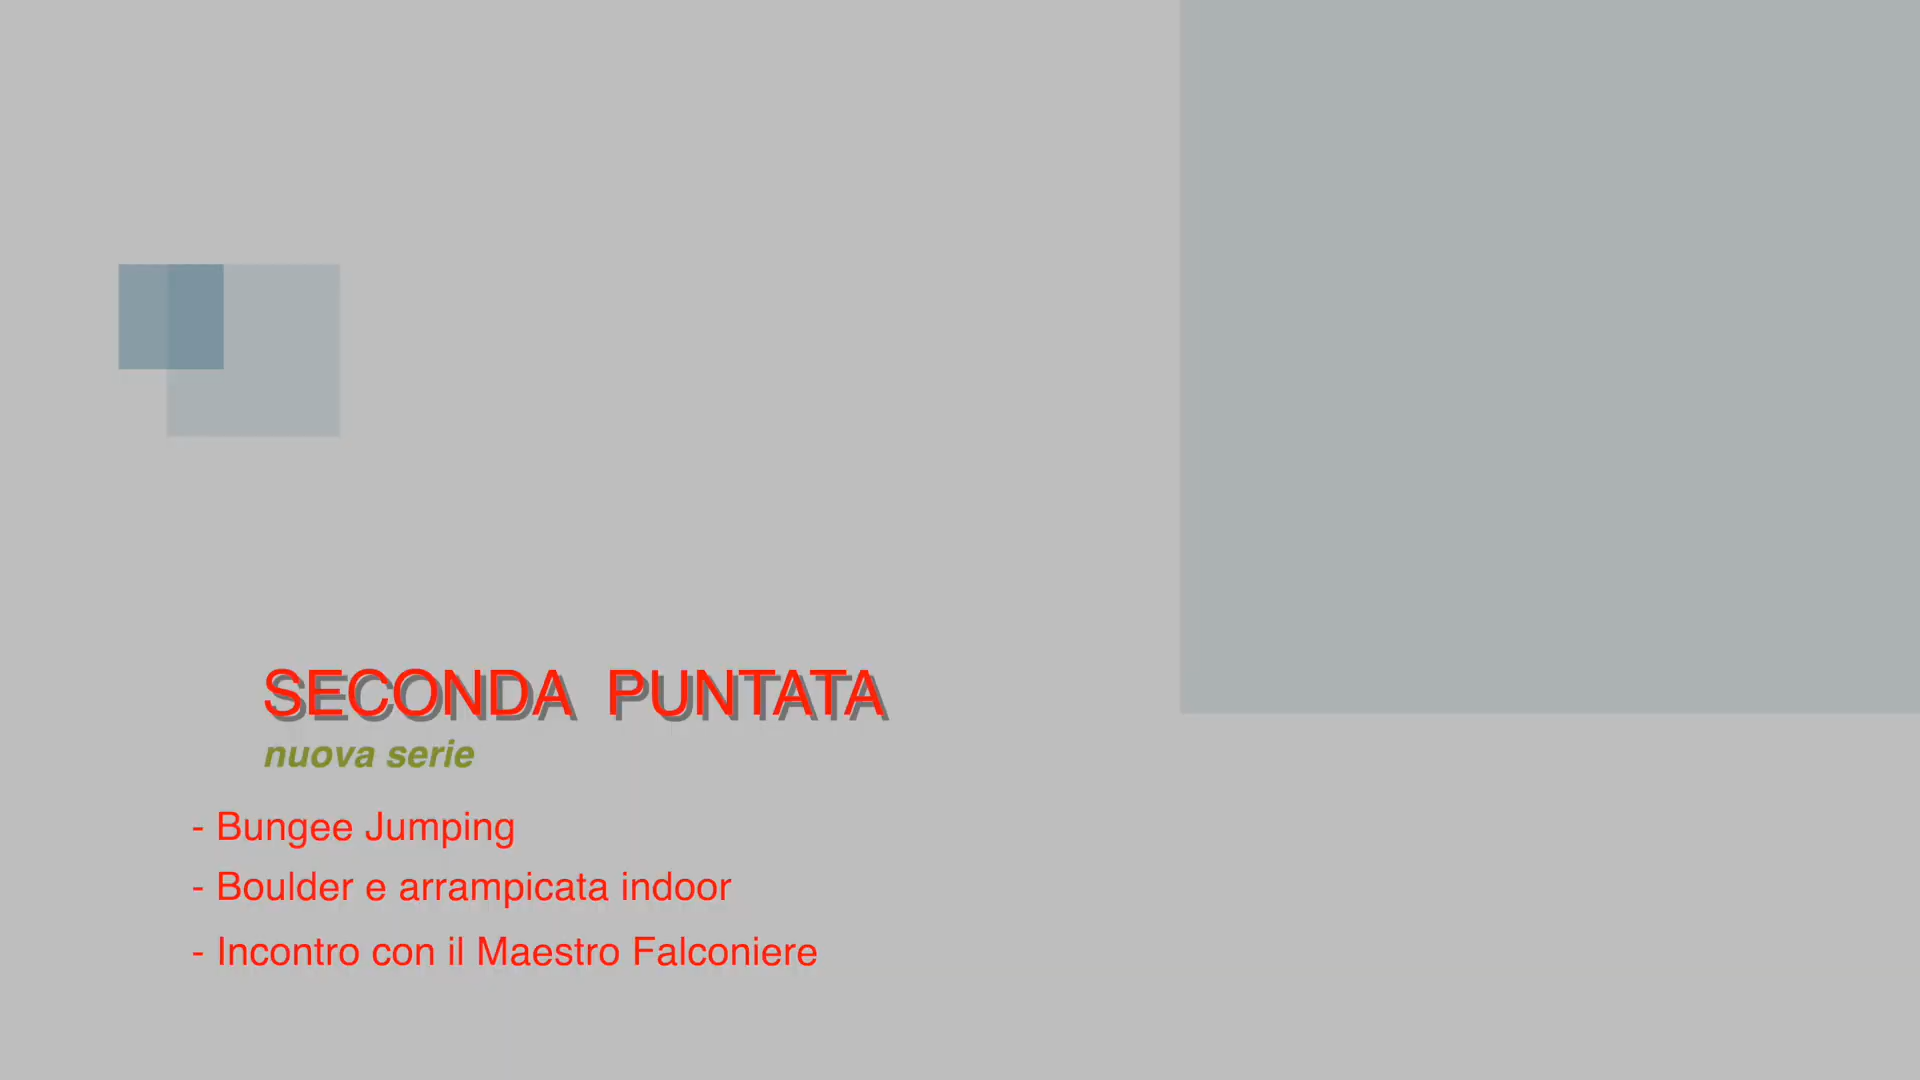 SECONDA PUNTATA
nuova serie
- Bungee Jumping
- Boulder e arrampicata indoor
- Incontro con il Maestro Falconiere